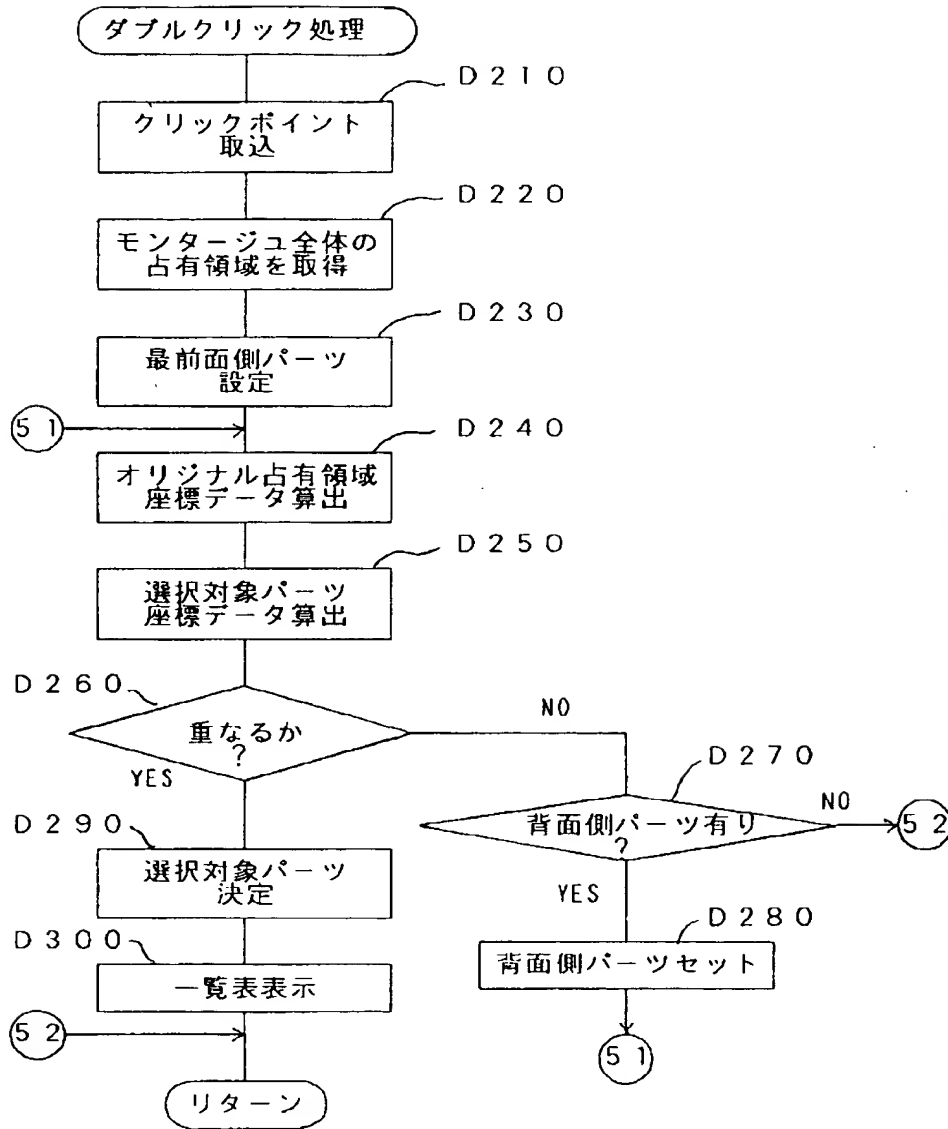 ダブルクリック処理
D210
クリックポイント
取込
D220
モンタージュ全体の
占有領域を取得
D230
最前面側パーツ
設定
51
D240
オリジナル占有領域
座標データ算出
D250
選択対象パーツ
座標データ算出
D260
重なるか
?
NO
YES
D270
背面側パーツ有り
?
NO
52
YES
D290
選択対象パーツ
決定
D280
背面側パーツセット
D300
一覧表表示
52
51
リターン